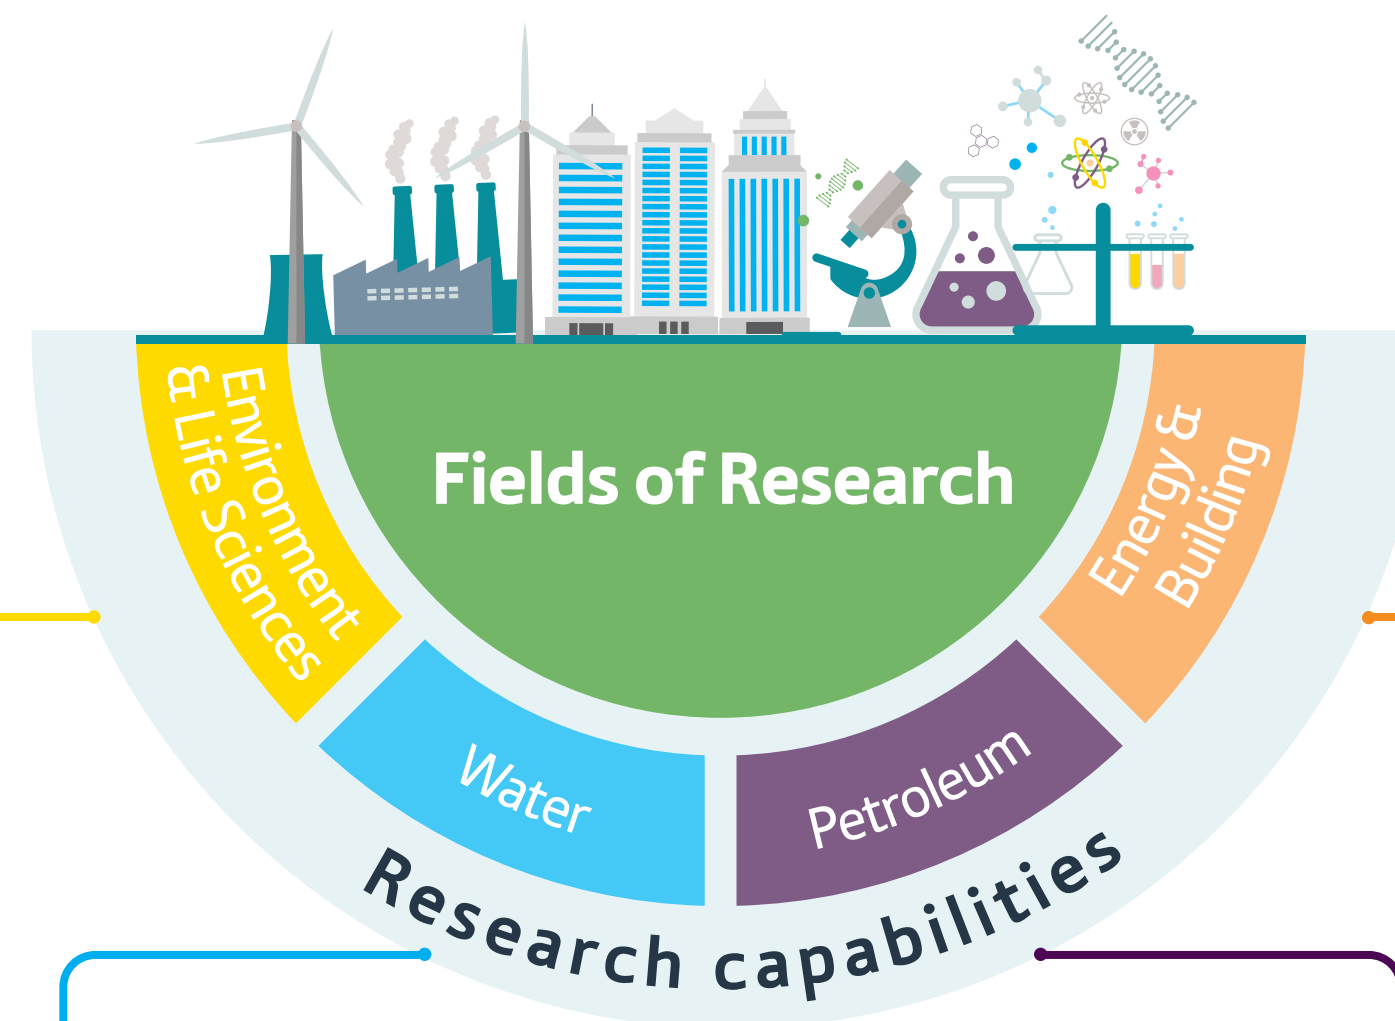 Fields of Research
Environment
& Life Sciences
Water
Petroleum
Energy &
Building
Research capabilities